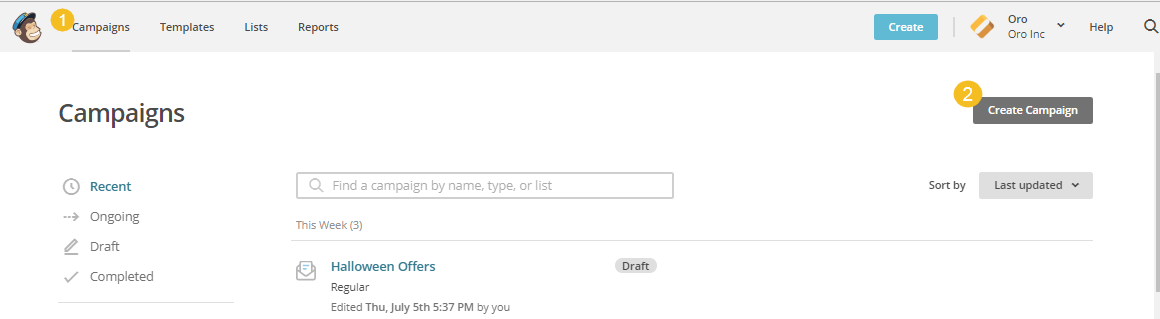 1 Campaigns Templates Lists Reports Create Oro Help
Oro Inc
Campaigns
2 Create Campaign
Recent
Ongoing
Draft
Completed
Find a campaign by name, type, or list
Sort by Last updated
This Week (3)
Halloween Offers Draft
Regular
Edited Thu, July 5th 5:37 PM by you